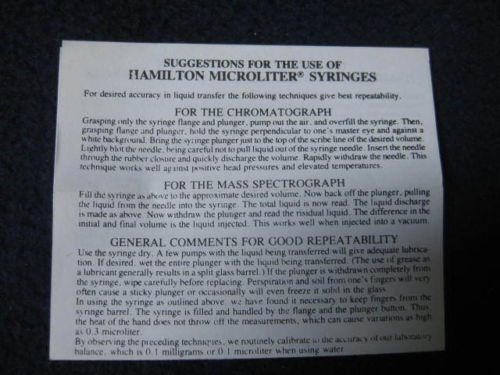 SUGGESTIONS FOR THE USE OF
HAMILTON MICROLITER® SYRINGES
For desired accuracy in liquid transfer the following techniques give best repeatability.
FOR THE CHROMATOGRAPH
Grasping only the syringe flange and plunger, pump out the air, and overfill the syringe. Then,
grasping flange and plunger, hold the syringe perpendicular to one's master eye and against a
white background. Bring the syringe plunger just to the top of the scribe line of the desired volume.
Lightly blot the needle, being careful not to pull liquid out of the syringe needle. Insert the needle
through the rubber closure and quickly discharge the volume. Rapidly withdraw the needle. This
technique works well against positive head pressures and elevated temperatures.
FOR THE MASS SPECTROGRAPH
Fill the syringe as above to the approximate desired volume. Now back off the plunger, pulling
the liquid from the needle into the syringe. The total liquid is now read. The liquid discharge
is made as above. Now withdraw the plunger and read the risidual liquid. The difference in the
initial and final volume is the liquid injected. This works well when injected into a vacuum.
GENERAL COMMENTS FOR GOOD REPEATABILITY
Use the syringe dry. A few pumps with the liquid being transferred will give adequate lubrica-
tion. If desired, wet the entire plunger with the liquid being transferred. (The use of grease as
a lubricant generally results in a split glass barrel.) If the plunger is withdrawn completely from
the syringe, wipe carefully before replacing. Perspiration and soil from one's fingers will very
often cause a sticky plunger or occasionally will even freeze it solid in the glass.
In using the syringe as outlined above, we have found it necessary to keep fingers from the
syringe barrel. The syringe is filled and handled by the flange and the plunger button. Thus,
the heat of the hand does not throw off the measurements, which can cause variations as high
as 0.3 microliter.
By observing the preceding techniques, we routinely calibrate to the accuracy of our laboratory
balance, which is 0.1 milligrams or 0.1 microliter when using water